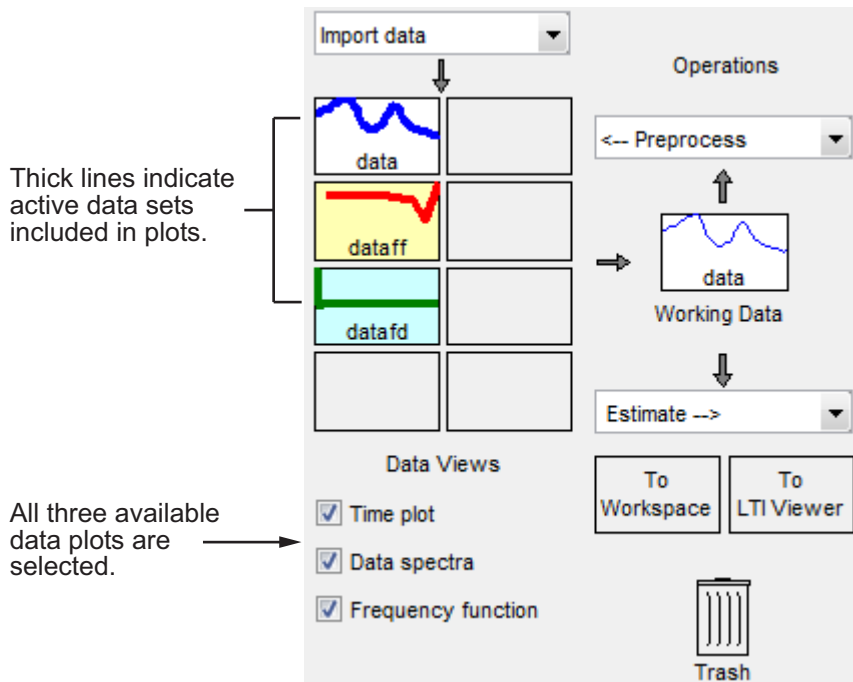 Import data
Operations
data
<-- Preprocess
Thick lines indicate
active data sets
included in plots.
dataff
data
Working Data
datafd
Estimate -->
Data Views
To
Workspace
To
LTI Viewer
All three available
data plots are
selected.
Time plot
Data spectra
Frequency function
Trash